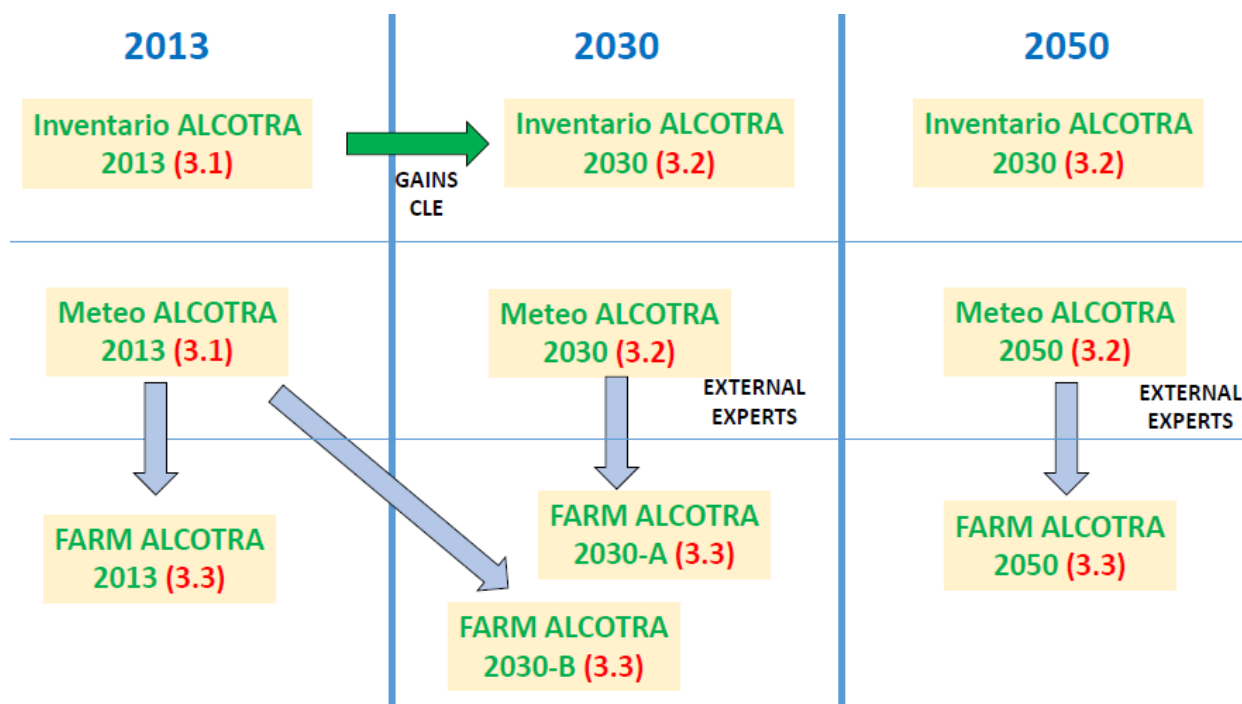 2013
2030
2050
Inventario ALCOTRA
2013 (3.1)
GAINS
CLE
Inventario ALCOTRA
2030 (3.2)
Inventario ALCOTRA
2030 (3.2)
Meteo ALCOTRA
2013 (3.1)
Meteo ALCOTRA
2030 (3.2)
EXTERNAL
EXPERTS
Meteo ALCOTRA
2050 (3.2)
EXTERNAL
EXPERTS
FARM ALCOTRA
2013 (3.3)
FARM ALCOTRA
2030-A (3.3)
FARM ALCOTRA
2030-B (3.3)
FARM ALCOTRA
2050 (3.3)